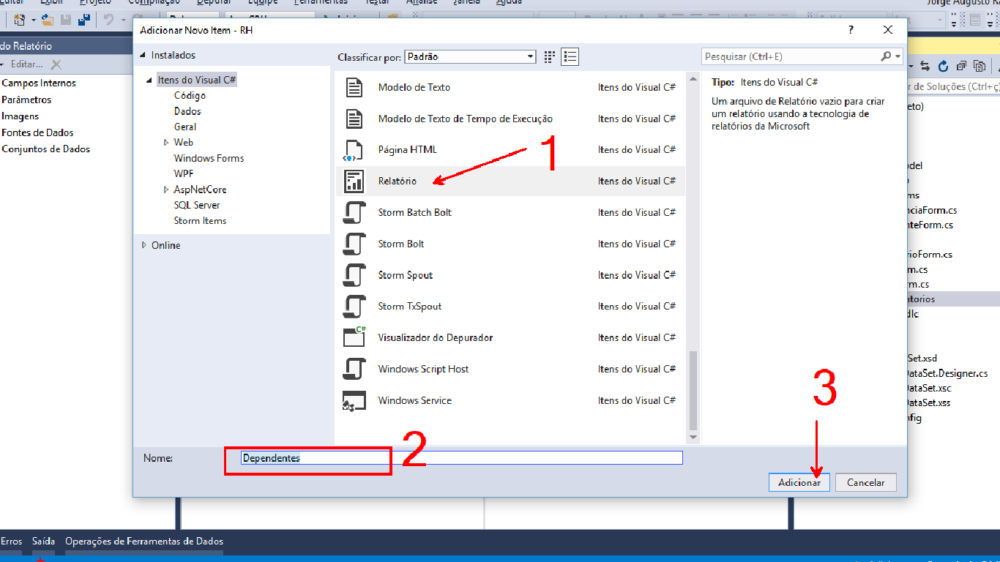 Editar Exibir Projeto Compilação Depurar Equipe Ferramentas Testar Analise Janela Ajuda
Jorge Augusto
Adicionar Novo Item - RH
?
do Relatório
Editar...
Campos Internos
Parâmetros
Imagens
Fontes de Dados
Conjuntos de Dados
Instalados
Itens do Visual C#
Código
Dados
Geral
Web
Windows Forms
WPF
AspNetCore
SQL Server
Storm Items
Online
Classificar por: Padrão
Pesquisar (Ctrl+E)
Modelo de Texto Itens do Visual C#
Modelo de Texto de Tempo de Execução Itens do Visual C#
Página HTML Itens do Visual C#
1
Relatório Itens do Visual C#
Storm Batch Bolt Itens do Visual C#
Storm Bolt Itens do Visual C#
Storm Spout Itens do Visual C#
Storm TxSpout Itens do Visual C#
Visualizador do Depurador Itens do Visual C#
Windows Script Host Itens do Visual C#
Windows Service Itens do Visual C#
Tipo: Itens do Visual C#
Um arquivo de Relatório vazio para criar
um relatório usando a tecnologia de
relatórios da Microsoft
r de Soluções (Ctrl+ç)
eto)
odel
ms
nciaForm.cs
nteForm.cs
rioForm.cs
m.cs
rm.cs
atorios
dlc
Set.xsd
DataSet.Designer.cs
DataSet.xsc
DataSet.xss
nfig
Nome: Dependentes
2
3
Adicionar Cancelar
Erros Saída Operações de Ferramentas de Dados